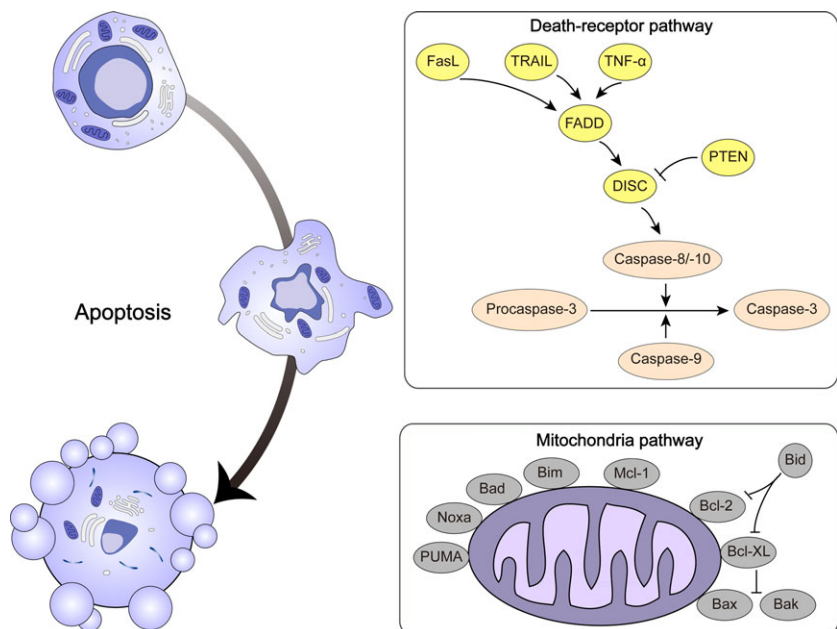 Apoptosis
Death-receptor pathway
FasL
TRAIL
TNF-α
FADD
PTEN
DISC
Caspase-8/-10
Procaspase-3
Caspase-3
Caspase-9
Mitochondria pathway
Bid
Bim
Mcl-1
Bad
Bcl-2
Noxa
PUMA
Bcl-XL
Bax
Bak